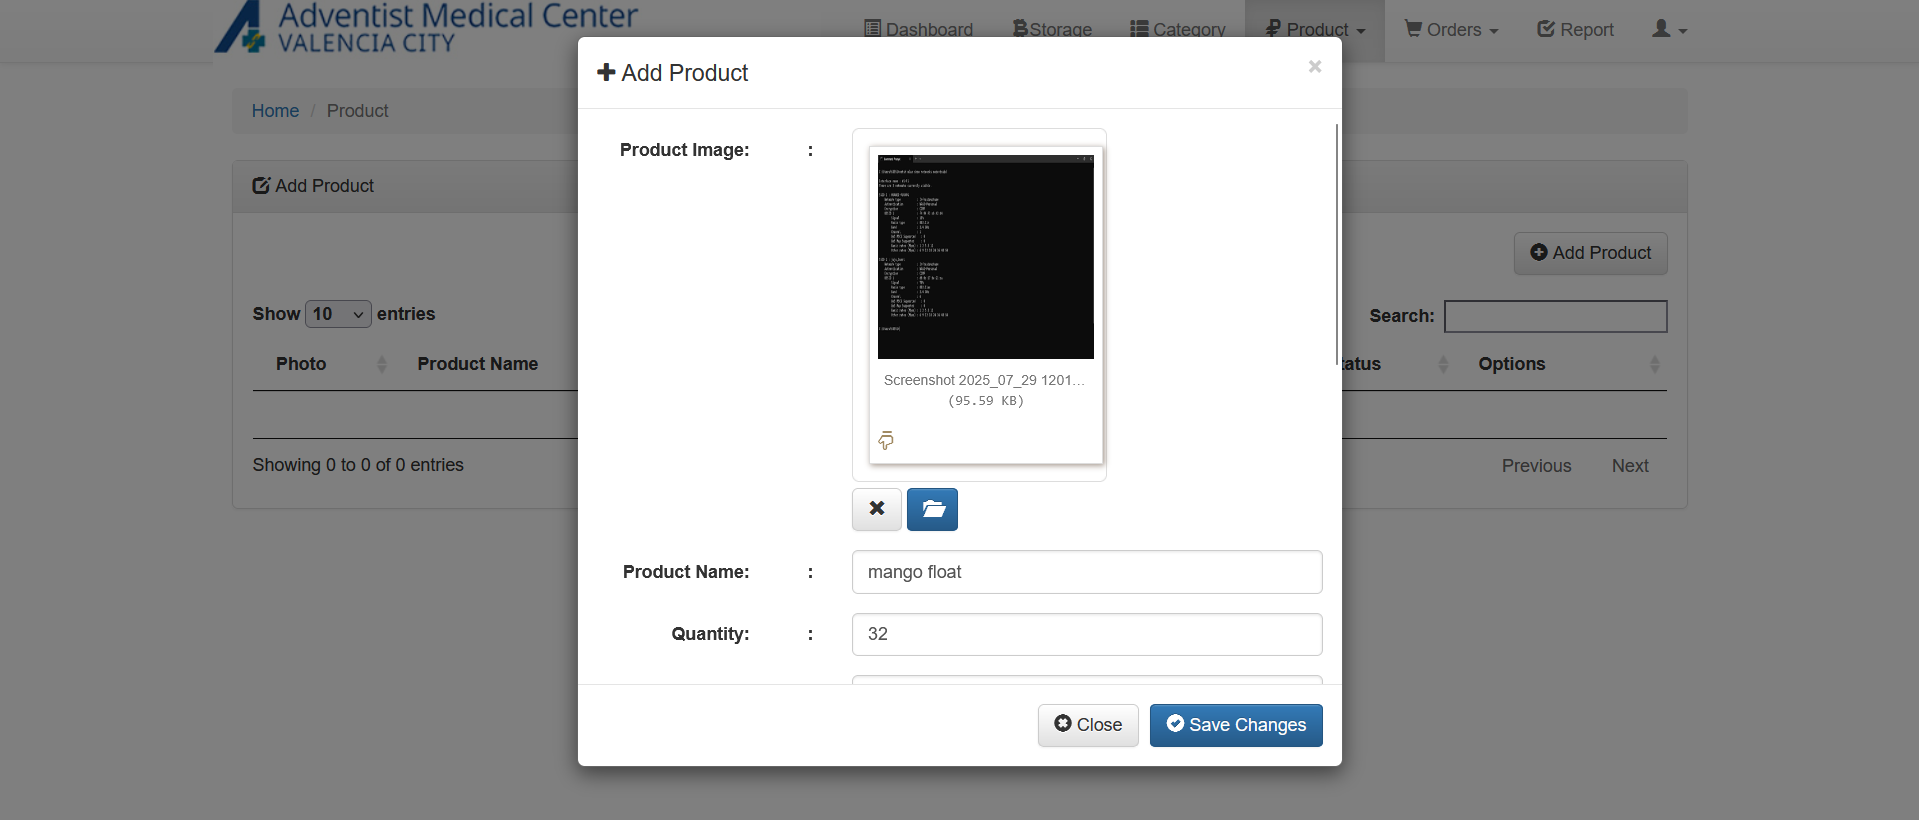 Adventist Medical Center
VALENCIA CITY
Dashboard
Storage
Category
Product
Orders
Report
Add Product
×
Home / Product
Product Image: :
Add Product
Add Product
Show 10 entries
Search:
Photo
Product Name
atus
Options
Screenshot 2025_07_29 1201...
(95.59 KB)
Showing 0 to 0 of 0 entries
Previous
Next
Product Name: : mango float
Quantity: : 32
Close
Save Changes